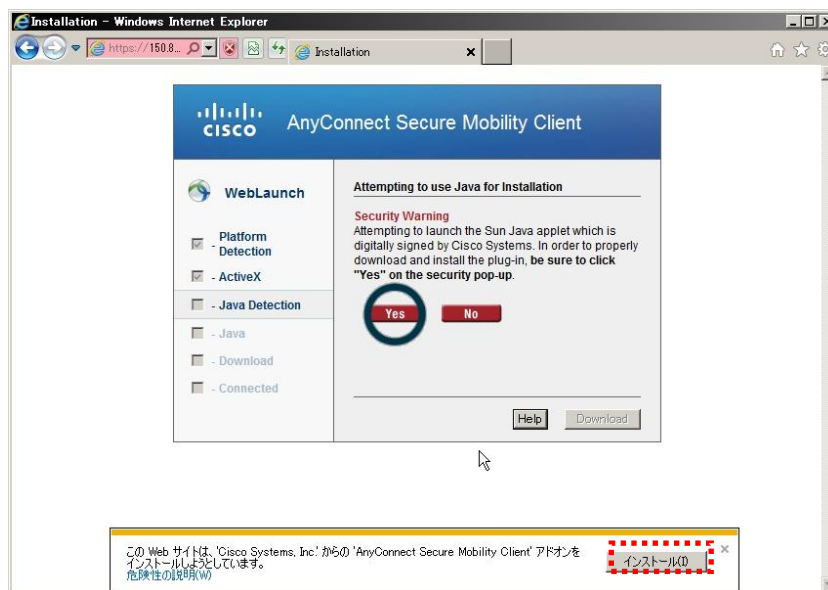 Installation - Windows Internet Explorer
https://150.8...
Installation
CISCO
AnyConnect Secure Mobility Client
WebLaunch
- Platform
Detection
- ActiveX
- Java Detection
- Java
- Download
- Connected
Attempting to use Java for Installation
Security Warning
Attempting to launch the Sun Java applet which is
digitally signed by Cisco Systems. In order to properly
download and install the plug-in, be sure to click
"Yes" on the security pop-up.
Yes
No
Help
Download
この Web サイトは、'Cisco Systems, Inc.' からの 'AnyConnect Secure Mobility Client' アドオンを
インストールしようとしています。
危険性の説明(W)
インストール(I)